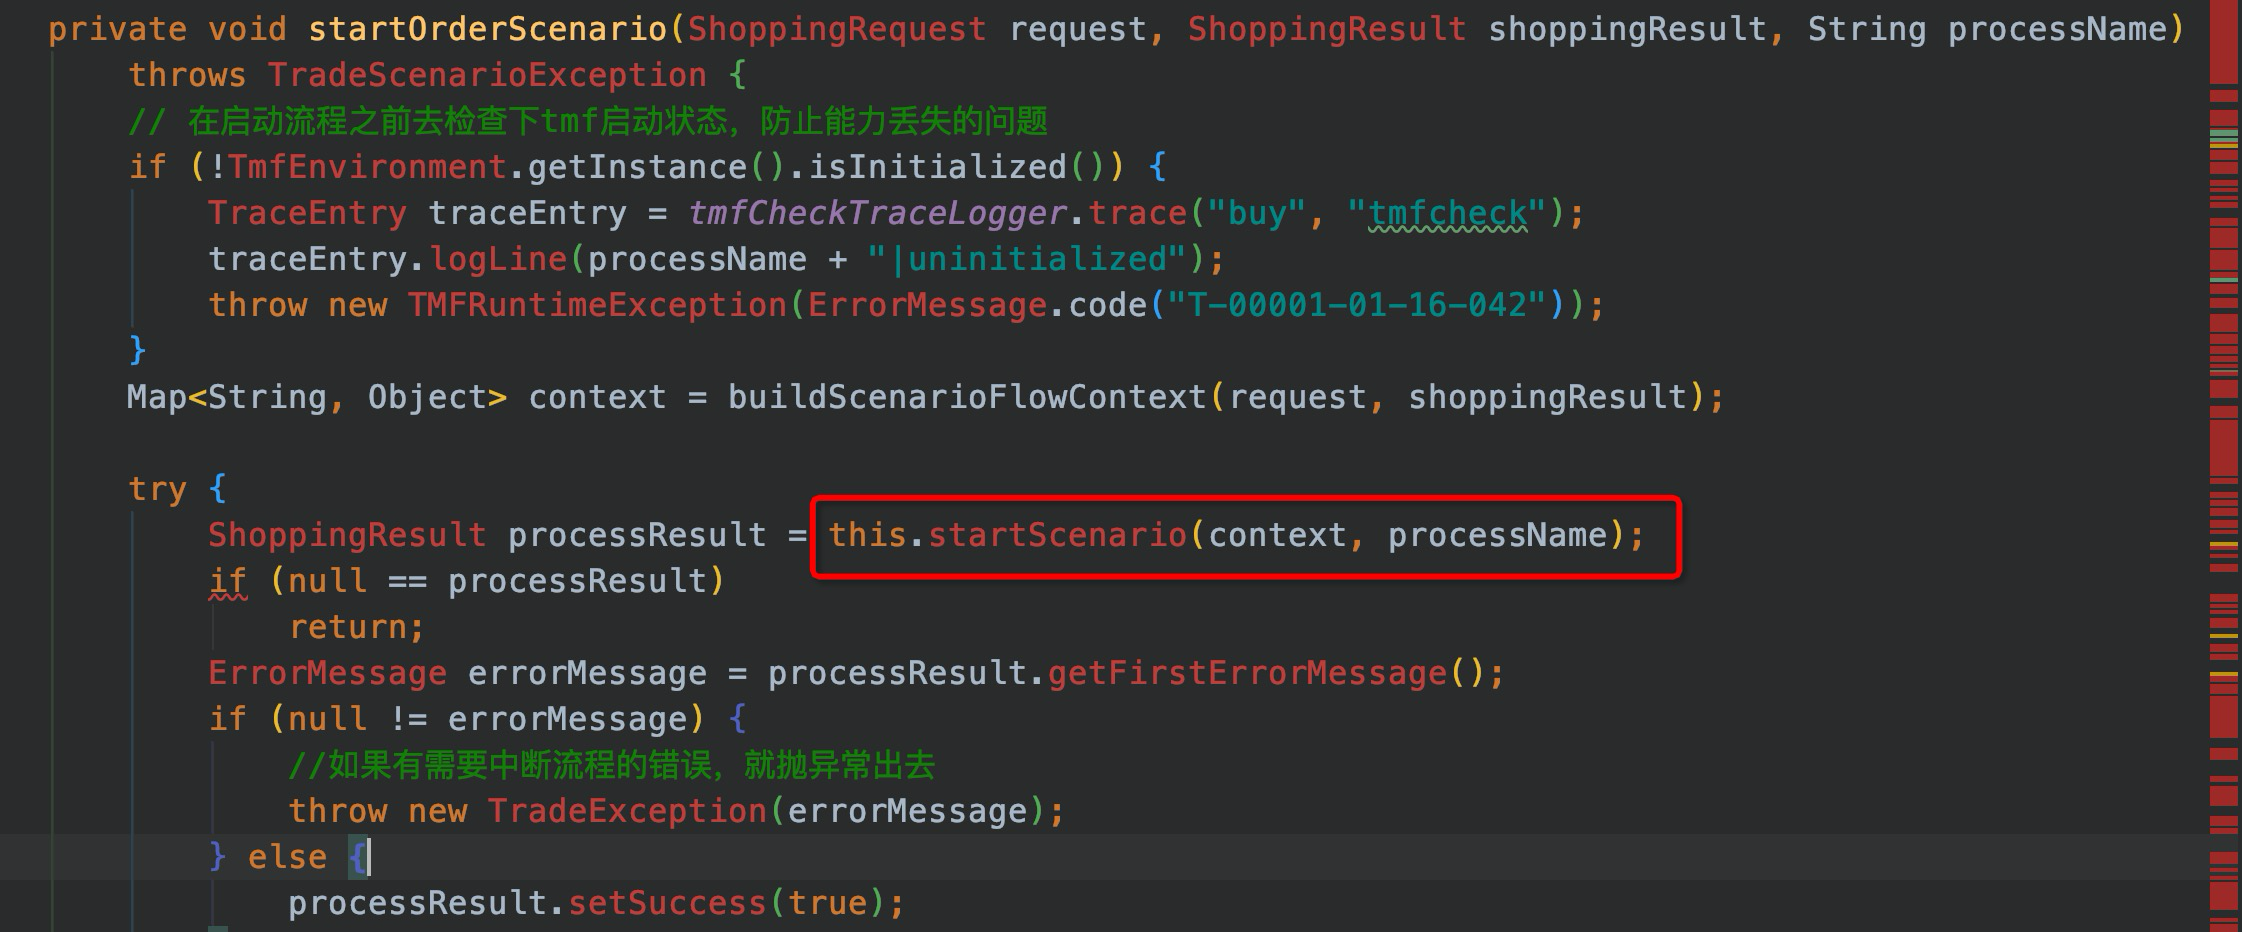 private void startOrderScenario(ShoppingRequest request, ShoppingResult shoppingResult, String processName)
throws TradeScenarioException {
// 在启动流程之前去检查下tmf启动状态，防止能力丢失的问题
if (!TmfEnvironment.getInstance().isInitialized()) {
TraceEntry traceEntry = tmfCheckTraceLogger.trace("buy", "tmfcheck");
traceEntry.logLine(processName + "|uninitialized");
throw new TMFRuntimeException(ErrorMessage.code("T-00001-01-16-042"));
}
Map<String, Object> context = buildScenarioFlowContext(request, shoppingResult);
try {
ShoppingResult processResult = this.startScenario(context, processName);
if (null == processResult)
return;
ErrorMessage errorMessage = processResult.getFirstErrorMessage();
if (null != errorMessage) {
//如果有需要中断流程的错误，就抛异常出去
throw new TradeException(errorMessage);
} else {
processResult.setSuccess(true);